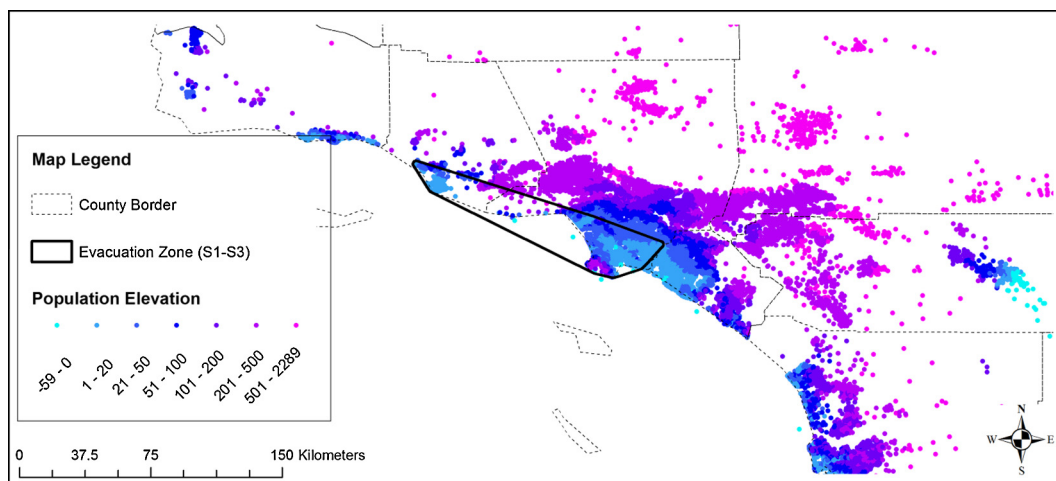 Map Legend
County Border
Evacuation Zone (S1-S3)
Population Elevation
-59 - 0
1 - 20
21 - 50
51 - 100
101 - 200
201 - 500
501 - 2289
0 37.5 75 150 Kilometers
N
W E
S